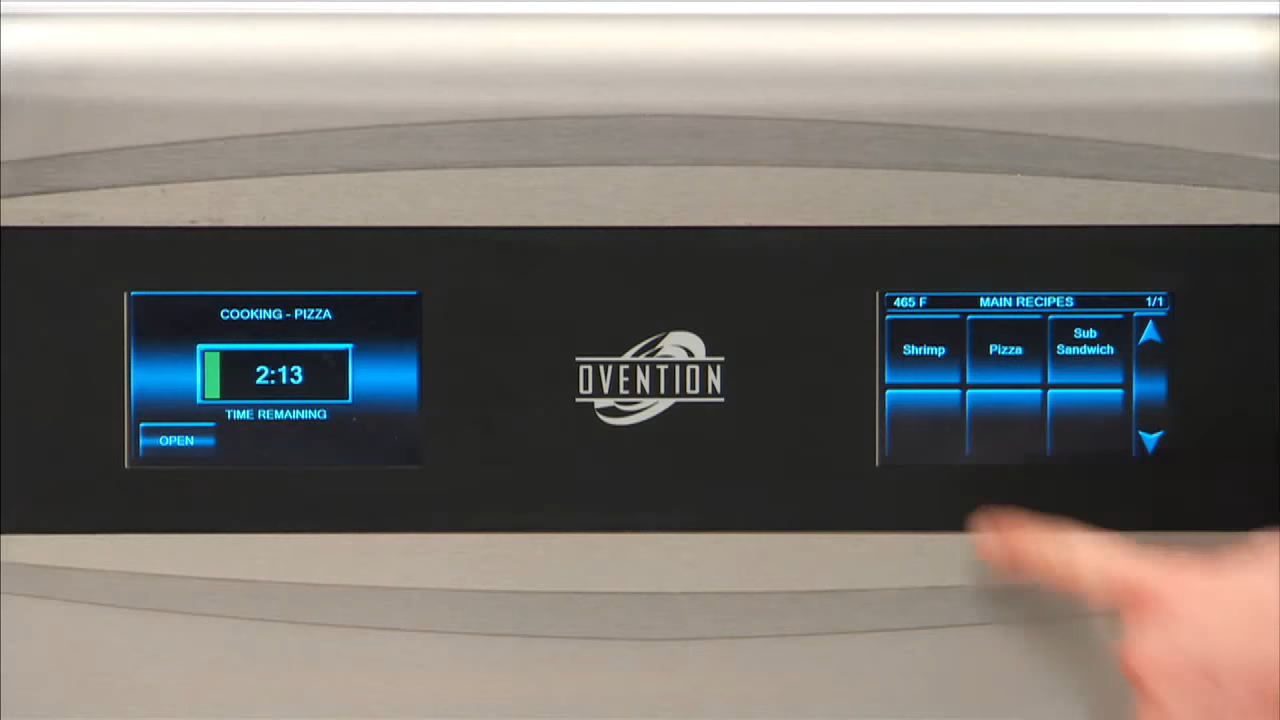 COOKING - PIZZA
2:13
TIME REMAINING
OPEN
OVENTION
465 F MAIN RECIPES 1/1
Shrimp
Pizza
Sub
Sandwich